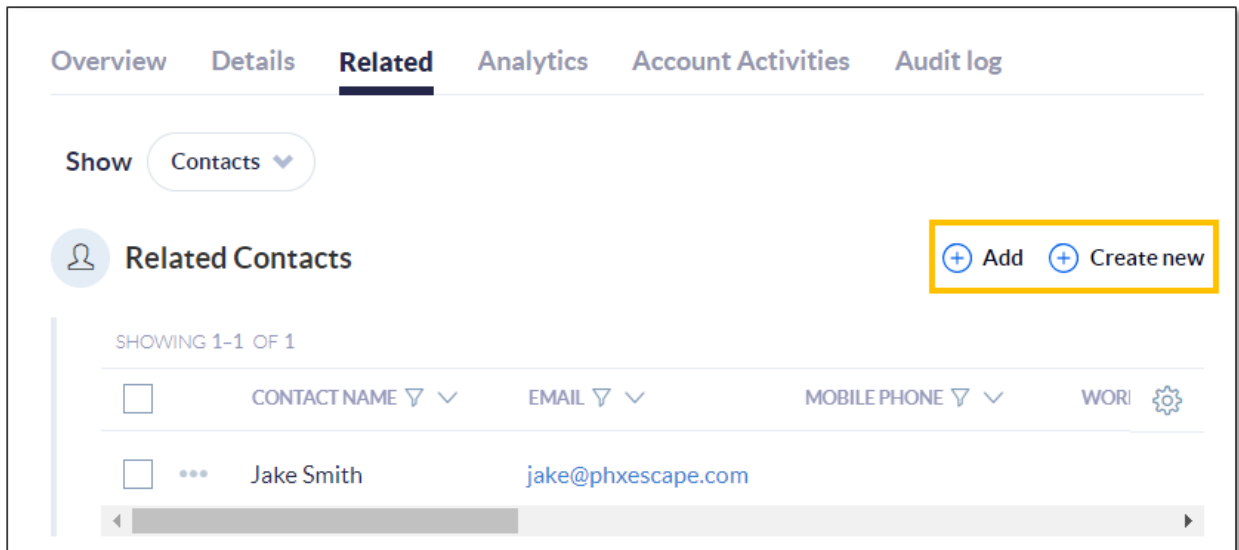 Overview Details Related Analytics Account Activities Audit log
Show Contacts
Related Contacts Add Create new
SHOWING 1–1 OF 1
CONTACT NAME EMAIL MOBILE PHONE
Jake Smith jake@phxescape.com